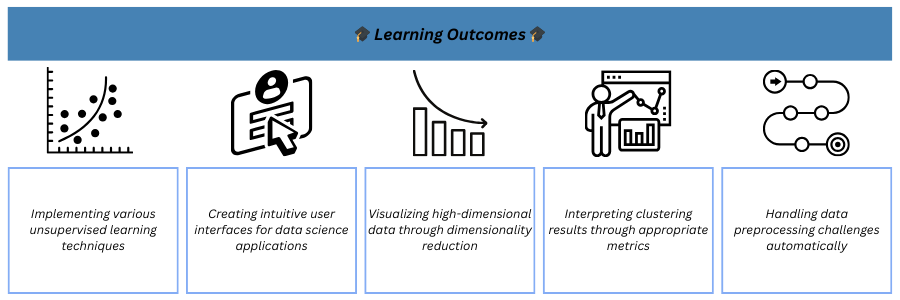 🎓 Learning Outcomes 🎓
Implementing various
unsupervised learning
techniques
Creating intuitive user
interfaces for data science
applications
Visualizing high-dimensional
data through dimensionality
reduction
Interpreting clustering
results through appropriate
metrics
Handling data
preprocessing challenges
automatically